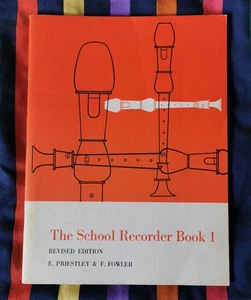 The School Recorder Book 1
REVISED EDITION
E. PRIESTLEY & F. FOWLER